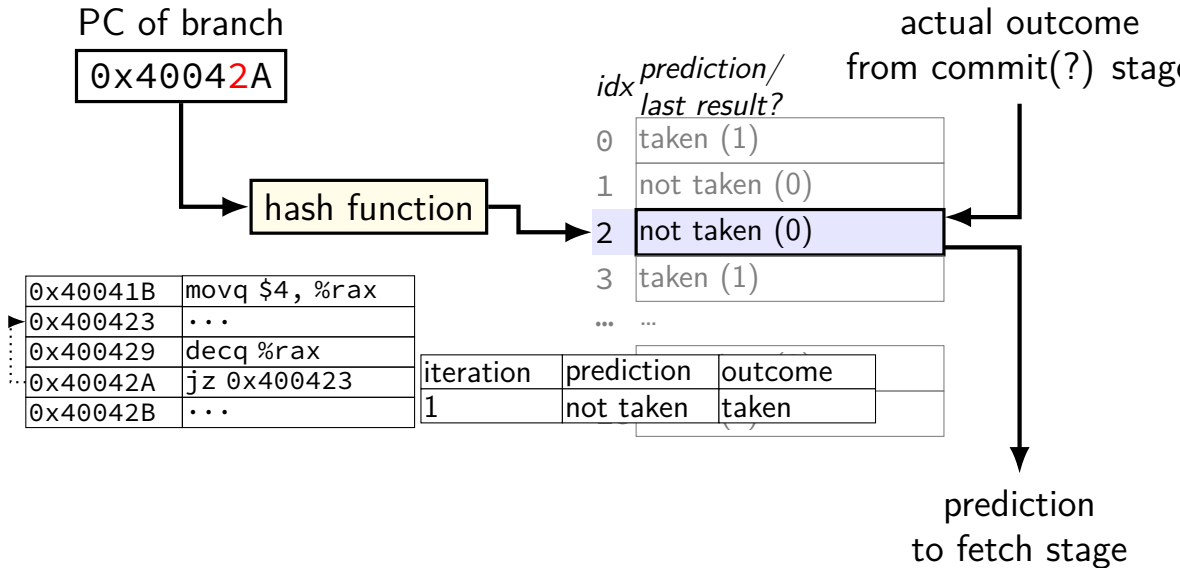 PC of branch
0x40042A
hash function
idx
prediction/
last result?
0 taken (1)
1 not taken (0)
2 not taken (0)
3 taken (1)
… …
actual outcome
from commit(?) stage
prediction
to fetch stage
0x40041B movq $4, %rax
0x400423 ···
0x400429 decq %rax
0x40042A jz 0x400423
0x40042B ···
iteration prediction outcome
1 not taken taken